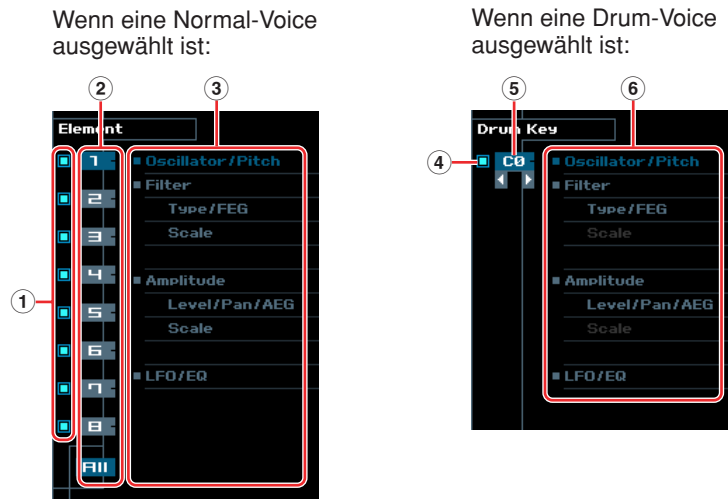 Wenn eine Normal-Voice
ausgewählt ist:
2
3
Element
1
Oscillator/Pitch
Filter
2
Type/FEG
3
Scale
4
Amplitude
1
5
Level/Pan/AEG
6
Scale
7
LFO/EQ
8
All
Wenn eine Drum-Voice
ausgewählt ist:
5
6
Drum Key
4
C0
Oscillator/Pitch
Filter
Type/FEG
Scale
Amplitude
Level/Pan/AEG
Scale
LFO/EQ